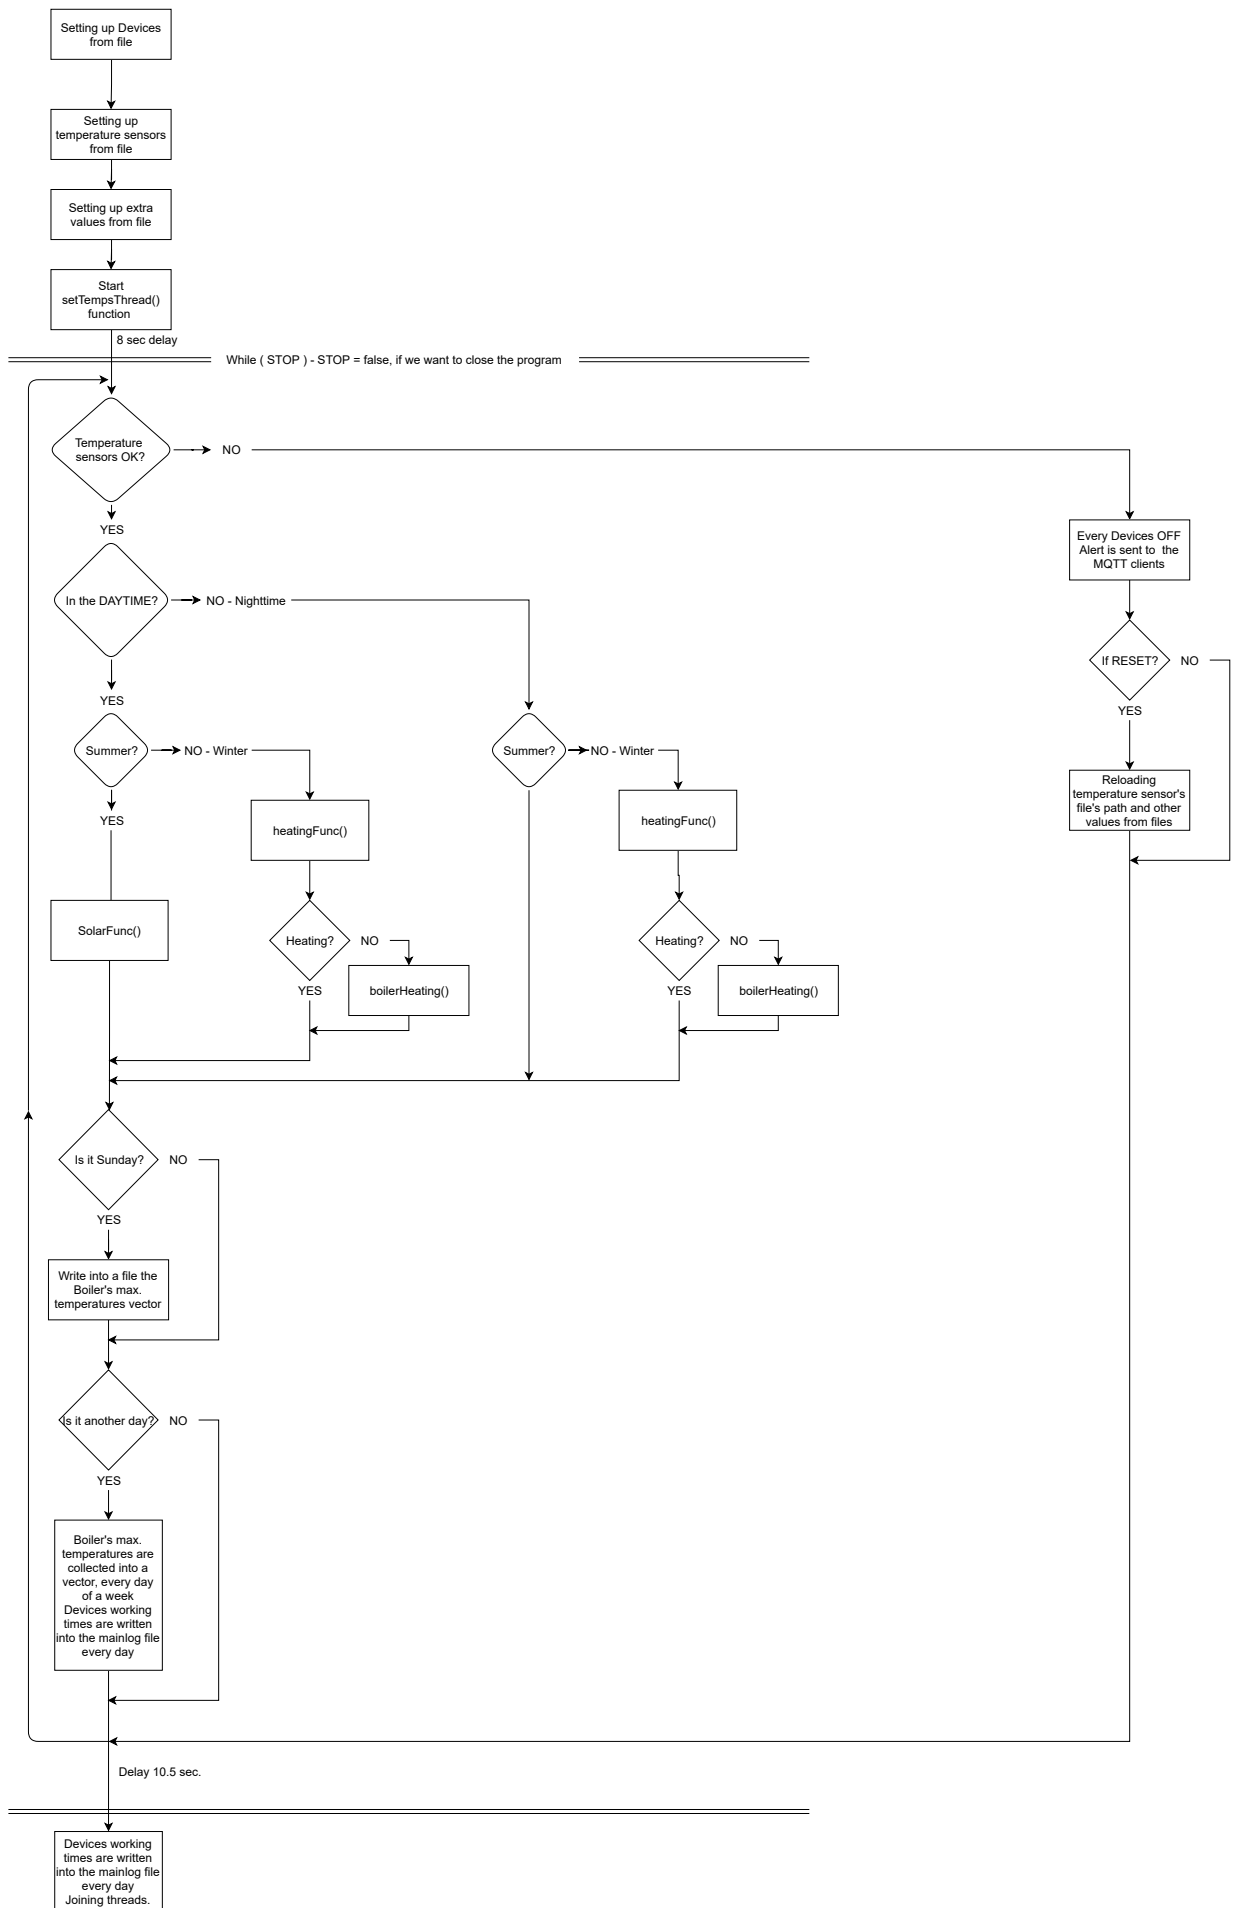 Setting up Devices
from file
Setting up
temperature sensors
from file
Setting up extra
values from file
Start
setTempsThread()
function
8 sec delay
While ( STOP ) - STOP = false, if we want to close the program
Temperature
sensors OK?
NO
YES
Every Devices OFF
Alert is sent to the
MQTT clients
In the DAYTIME?
NO - Nighttime
If RESET?
NO
YES
YES
Summer?
NO - Winter
Summer?
NO - Winter
Reloading
temperature sensor's
file's path and other
values from files
YES
heatingFunc()
heatingFunc()
SolarFunc()
Heating?
NO
Heating?
NO
YES
boilerHeating()
YES
boilerHeating()
Is it Sunday?
NO
YES
Write into a file the
Boiler's max.
temperatures vector
Is it another day?
NO
YES
Boiler's max.
temperatures are
collected into a
vector, every day
of a week
Devices working
times are written
into the mainlog file
every day
Delay 10.5 sec.
Devices working
times are written
into the mainlog file
every day
Joining threads.